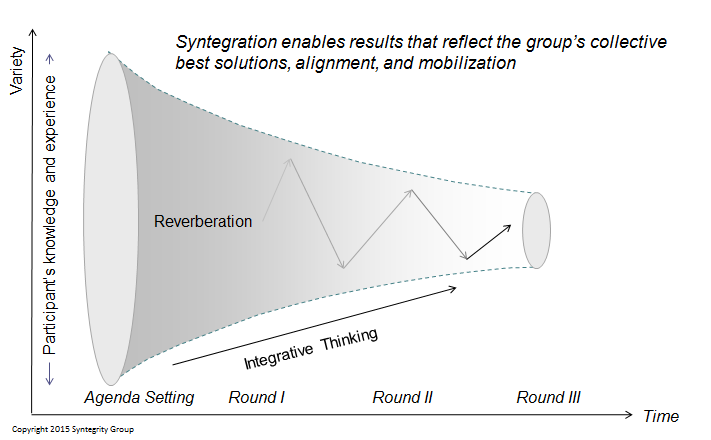 Syntegration enables results that reflect the group's collective
best solutions, alignment, and mobilization
Variety
Participant's knowledge and experience
Reverberation
Integrative Thinking
Agenda Setting
Round I
Round II
Round III
Time
Copyright 2015 Syntegrity Group